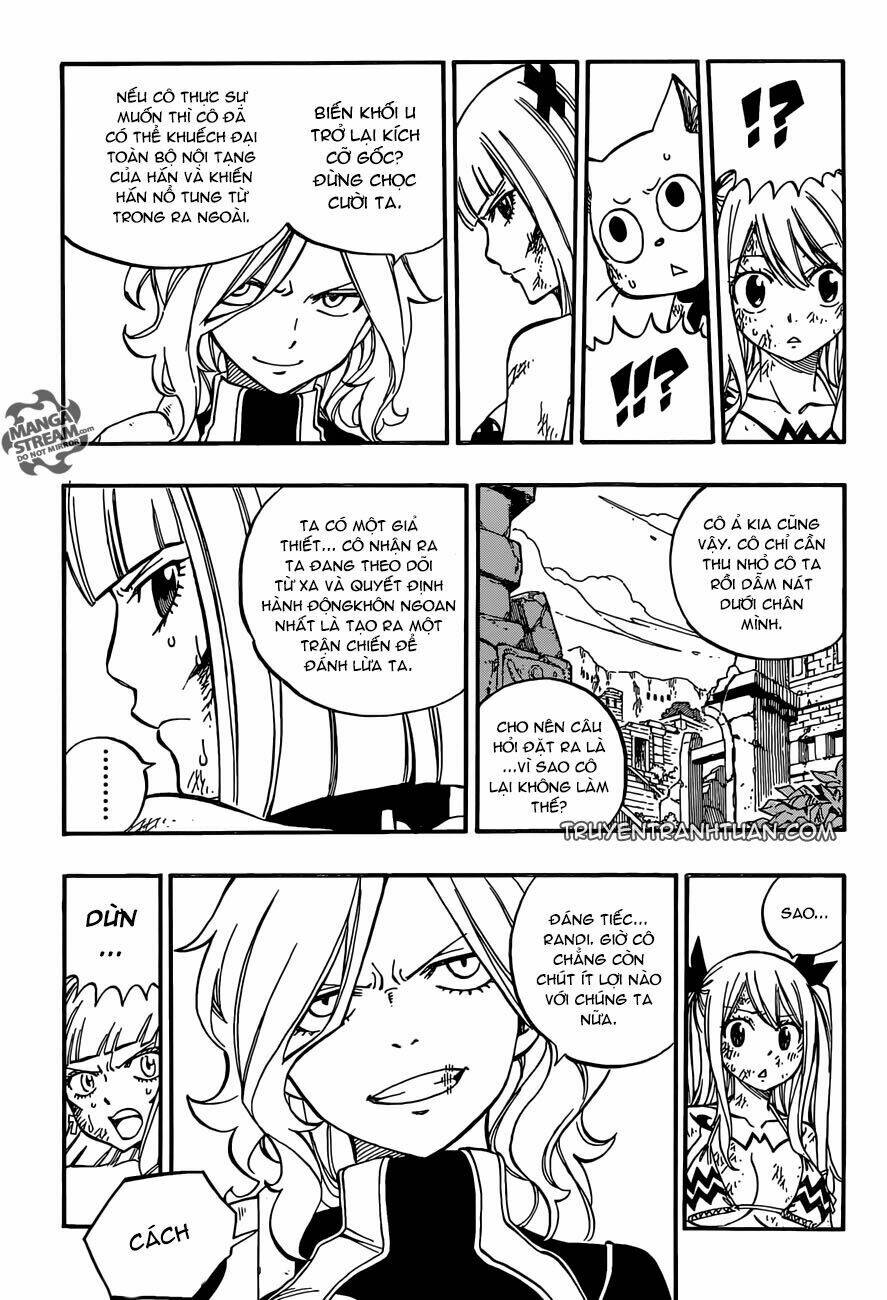 !?
!!?
BIẾN KHỐI U
TRỞ LẠI KÍCH
CỠ GỐC?
ĐỪNG CHỌC
CƯỜI TA.
NẾU CÔ THỰC SỰ
MUỐN THÌ CÔ ĐÃ
CÓ THỂ KHUẾCH ĐẠI
TOÀN BỘ NỘI TẠNG
CỦA HẮN VÀ KHIẾN
HẮN NỔ TUNG TỪ
TRONG RA NGOÀI.
MANGA
STREAM.com
DO NOT MIRROR
CÔ Ả KIA CŨNG
VẬY. CÔ CHỈ CẦN
THU NHỎ CÔ TA
RỒI DẪM NÁT
DƯỚI CHÂN
MÌNH.
CHO NÊN CÂU
HỎI ĐẶT RA LÀ
...VÌ SAO CÔ
LẠI KHÔNG LÀM
THẾ?
TRUYENTRANHTUAN.COM
TA CÓ MỘT GIẢ
THIẾT... CÔ NHẬN RA
TA ĐANG THEO DÕI
TỪ XA VÀ QUYẾT ĐỊNH
HÀNH ĐỘNGKHÔN NGOAN
NHẤT LÀ TẠO RA MỘT
TRẬN CHIẾN ĐỂ
ĐÁNH LỪA TA.
........
SAO...
ĐÁNG TIẾC...
RANDI. GIỜ CÔ
CHẲNG CÒN
CHÚT ÍT LỢI NÀO
VỚI CHÚNG TA
NỮA.
DỪN
...
CÁCH